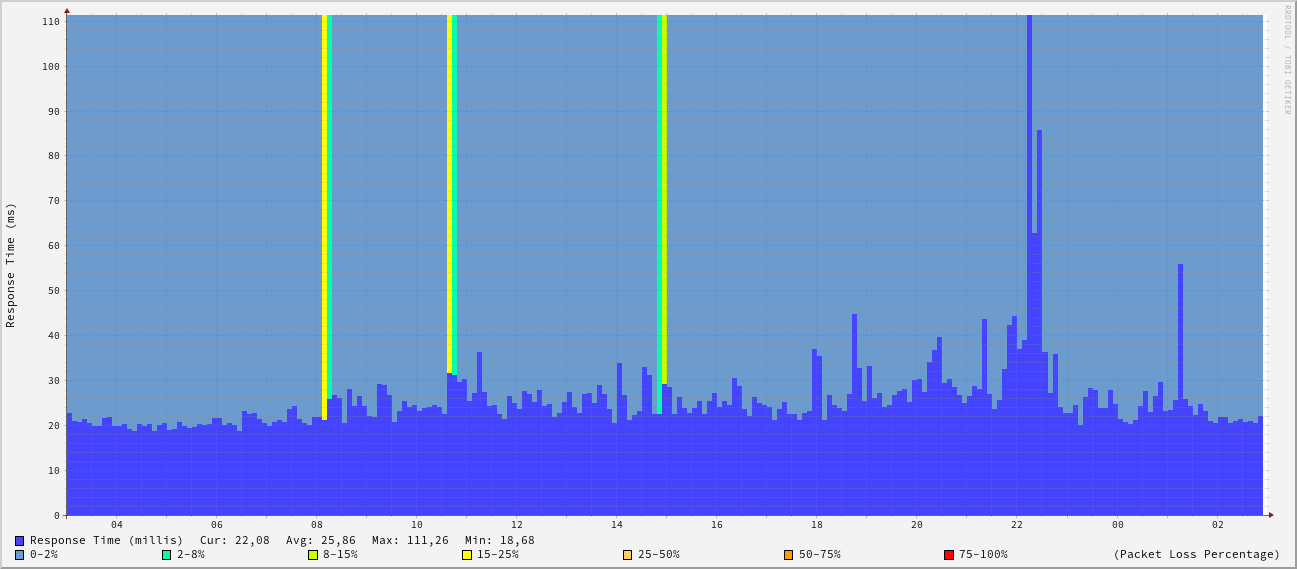 RRDTOOL / TOBI OETIKER
Response Time (ms)
110
100
90
80
70
60
50
40
30
20
10
0
04 06 08 10 12 14 16 18 20 22 00 02
Response Time (millis) Cur: 22,08 Avg: 25,86 Max: 111,26 Min: 18,68
0-2% 2-8% 8-15% 15-25% 25-50% 50-75% 75-100% (Packet Loss Percentage)